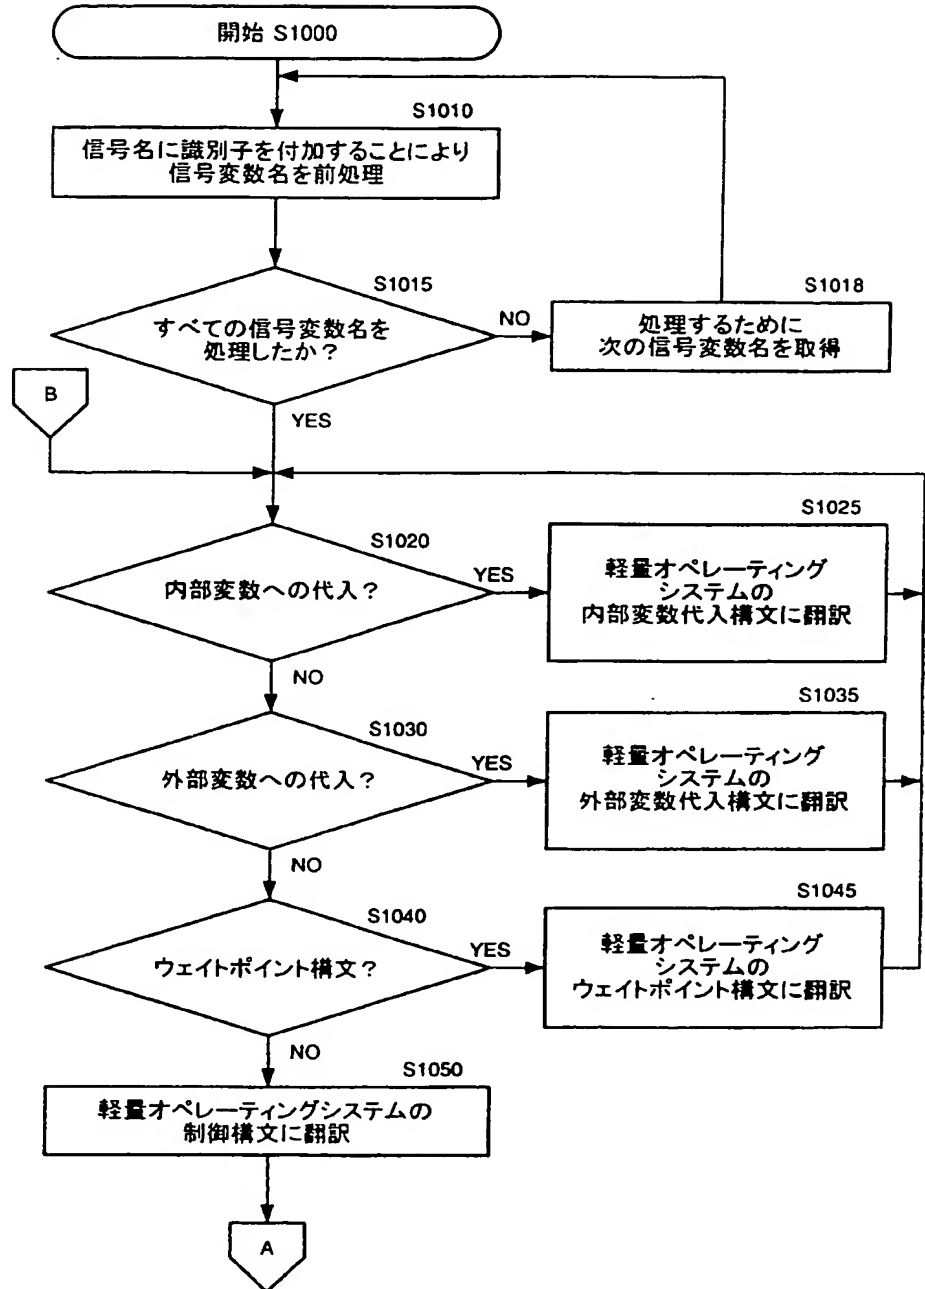 開始 S1000
S1010
信号名に識別子を付加することにより
信号変数名を前処理
S1015
すべての信号変数名を
処理したか？
NO
S1018
処理するために
次の信号変数名を取得
B
YES
S1020
内部変数への代入？
YES
S1025
軽量オペレーティング
システムの
内部変数代入構文に翻訳
NO
S1030
外部変数への代入？
YES
S1035
軽量オペレーティング
システムの
外部変数代入構文に翻訳
NO
S1040
ウェイトポイント構文？
YES
S1045
軽量オペレーティング
システムの
ウェイトポイント構文に翻訳
NO
S1050
軽量オペレーティングシステムの
制御構文に翻訳
A